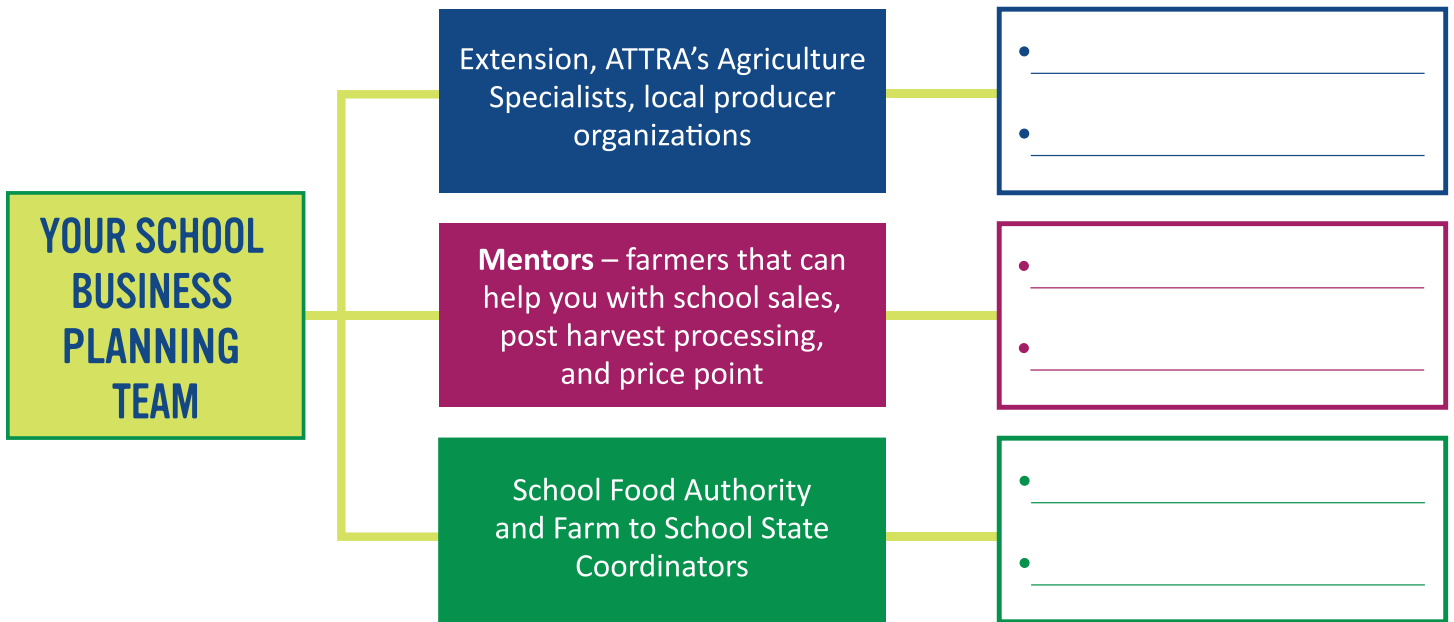 YOUR SCHOOL
BUSINESS
PLANNING
TEAM
Extension, ATTRA’s Agriculture
Specialists, local producer
organizations
Mentors – farmers that can
help you with school sales,
post harvest processing,
and price point
School Food Authority
and Farm to School State
Coordinators